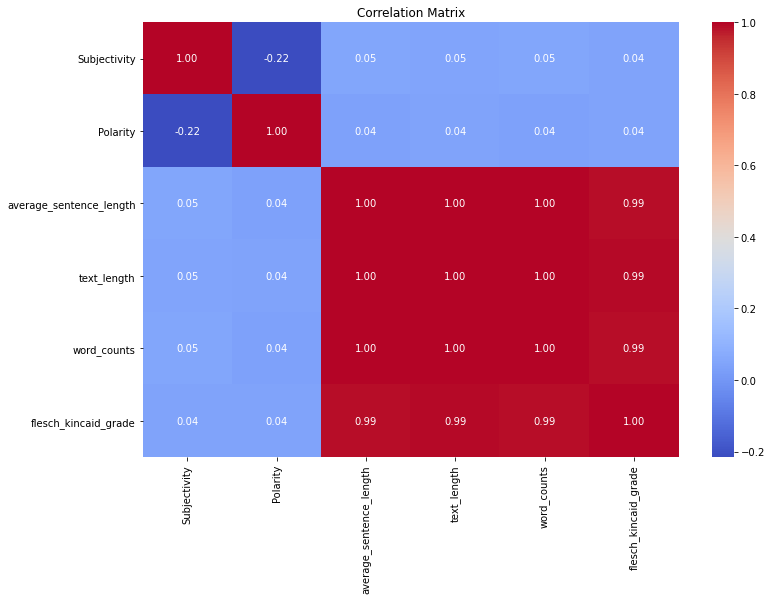 Correlation Matrix
Subjectivity 1.00 -0.22 0.05 0.05 0.05 0.04
Polarity -0.22 1.00 0.04 0.04 0.04 0.04
average_sentence_length 0.05 0.04 1.00 1.00 1.00 0.99
text_length 0.05 0.04 1.00 1.00 1.00 0.99
word_counts 0.05 0.04 1.00 1.00 1.00 0.99
flesch_kincaid_grade 0.04 0.04 0.99 0.99 0.99 1.00
Subjectivity
Polarity
average_sentence_length
text_length
word_counts
flesch_kincaid_grade
1.0
0.8
0.6
0.4
0.2
0.0
−0.2